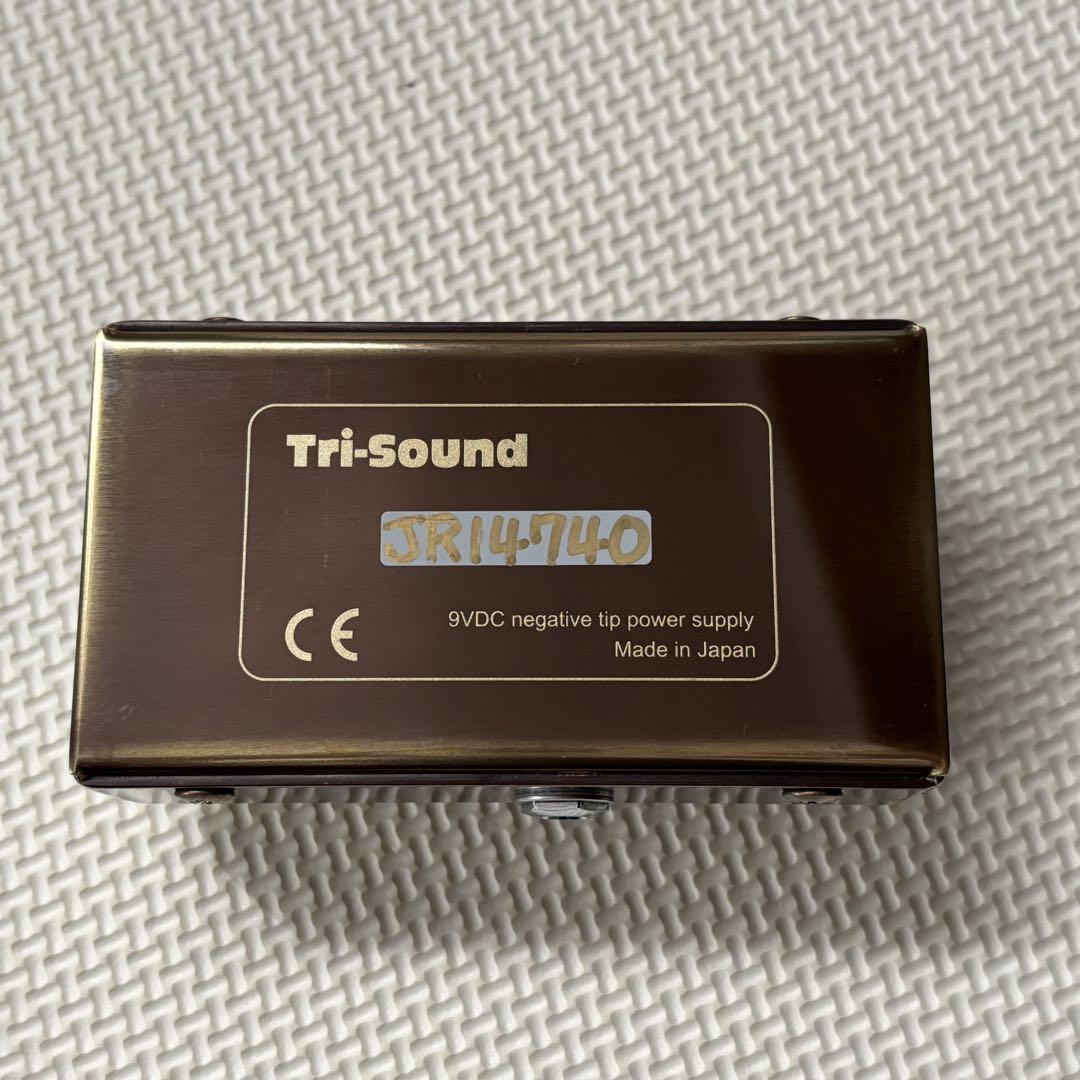 Tri-Sound
JR14740
CE
9VDC negative tip power supply
Made in Japan